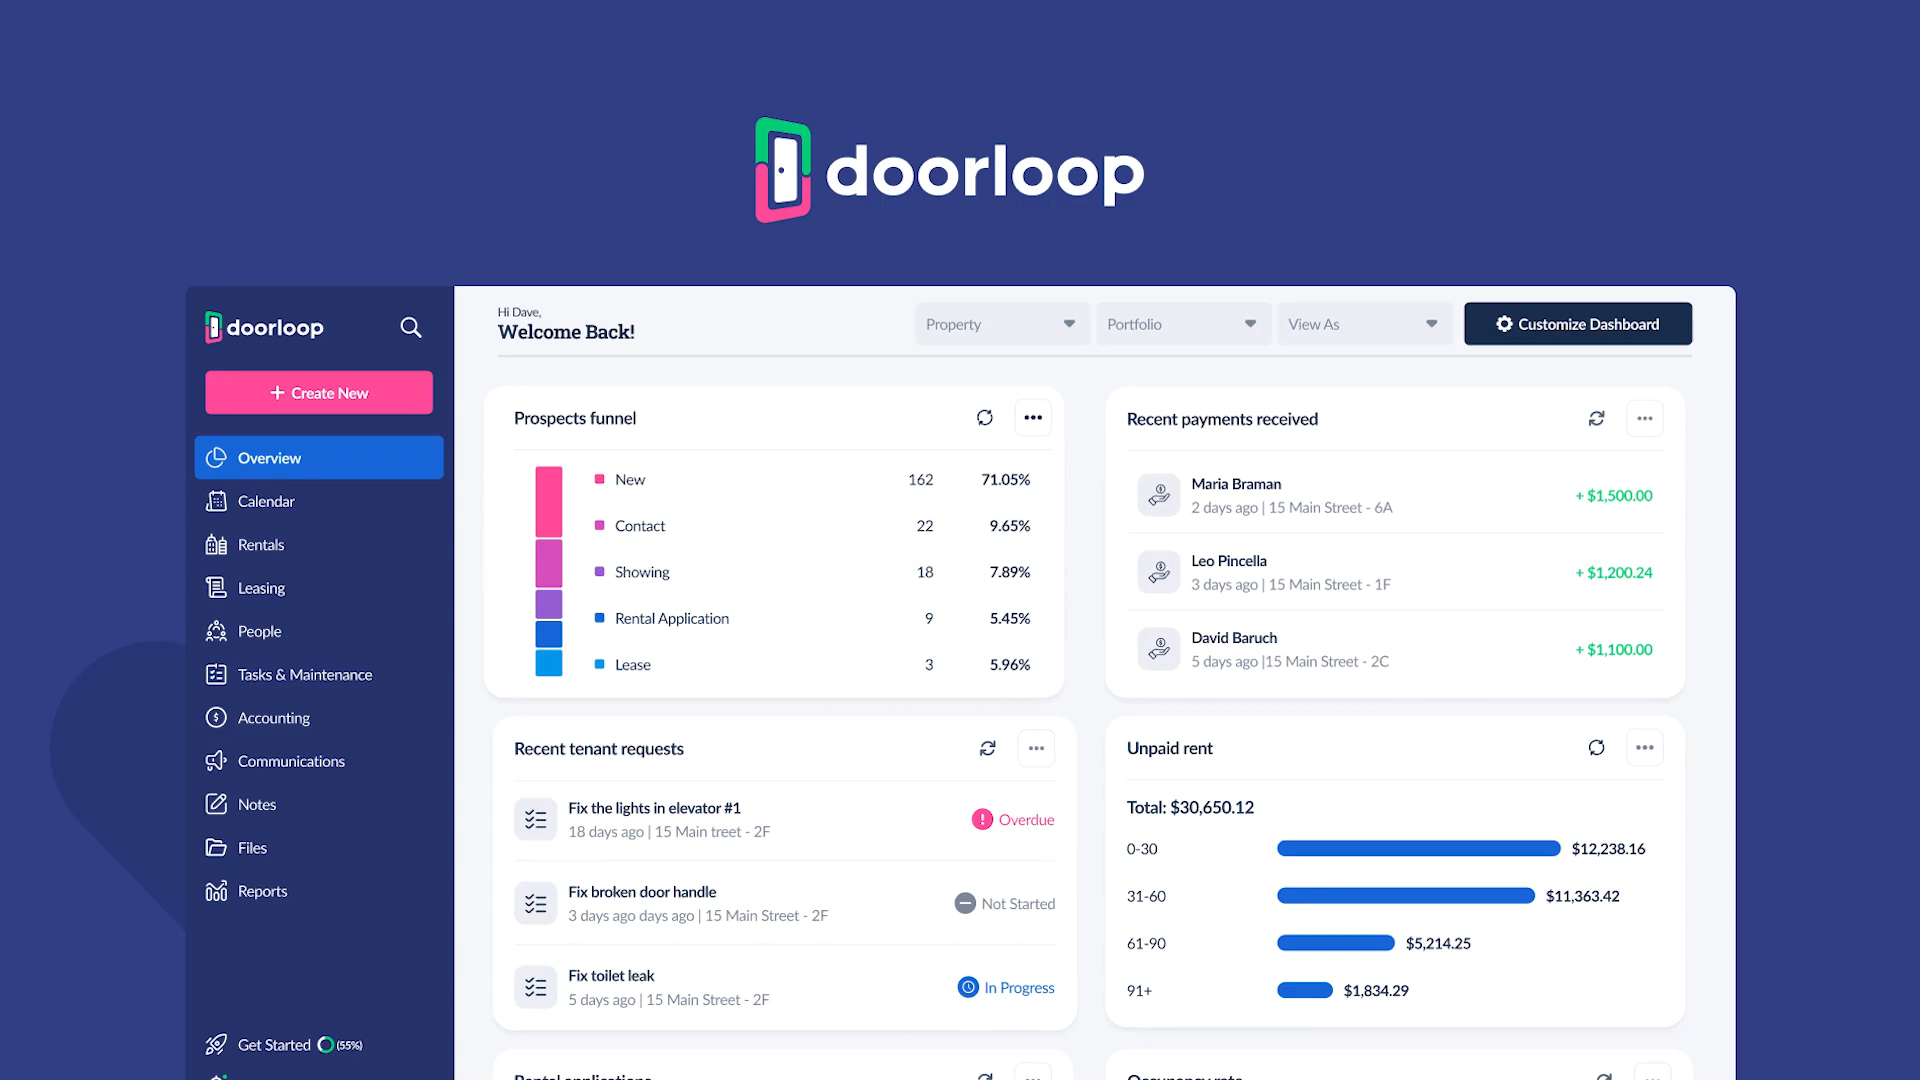 doorloop
doorloop
+ Create New
Overview
Calendar
Rentals
Leasing
People
Tasks & Maintenance
Accounting
Communications
Notes
Files
Reports
Get Started (55%)
Hi Dave,
Welcome Back!
Property
Portfolio
View As
Customize Dashboard
Prospects funnel
New 162 71.05%
Contact 22 9.65%
Showing 18 7.89%
Rental Application 9 5.45%
Lease 3 5.96%
Recent payments received
Maria Braman
2 days ago | 15 Main Street - 6A
+ $1,500.00
Leo Pincella
3 days ago | 15 Main Street - 1F
+ $1,200.24
David Baruch
5 days ago |15 Main Street - 2C
+ $1,100.00
Recent tenant requests
Fix the lights in elevator #1
18 days ago | 15 Main treet - 2F
Overdue
Fix broken door handle
3 days ago days ago | 15 Main Street - 2F
Not Started
Fix toilet leak
5 days ago | 15 Main Street - 2F
In Progress
Unpaid rent
Total: $30,650.12
0-30 $12,238.16
31-60 $11,363.42
61-90 $5,214.25
91+ $1,834.29
Rental applications
Occupancy rate